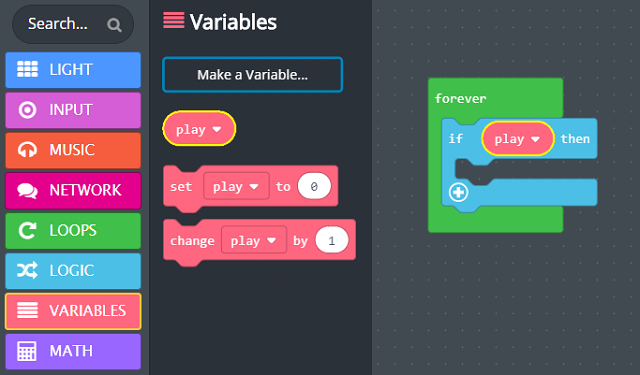 Search...
LIGHT
INPUT
MUSIC
NETWORK
LOOPS
LOGIC
VARIABLES
MATH
Variables
Make a Variable...
play
set play to 0
change play by 1
forever
if play then